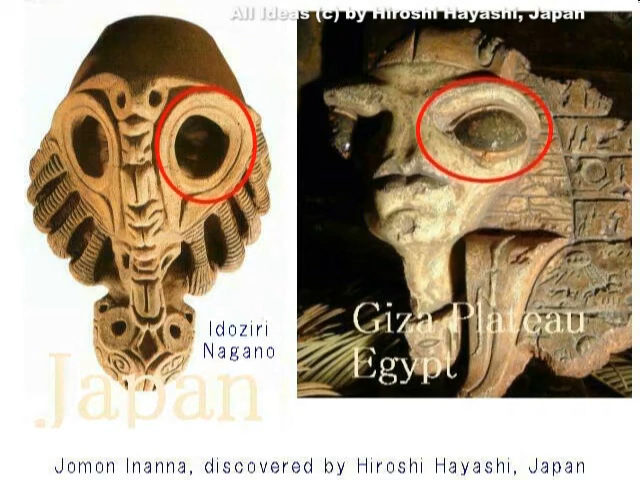 All Ideas (c) by Hiroshi Hayashi, Japan
Idoziri
Nagano
Japan
Giza Plateau
Egypt
Jomon Inanna, discovered by Hiroshi Hayashi, Japan